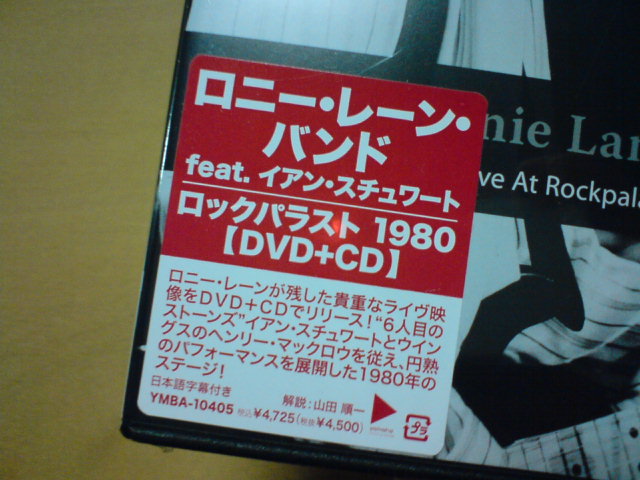 ロニー・レーン・
バンド
feat. イアン・スチュワート
ロックパラスト 1980
【DVD+CD】
ロニー・レーンが残した貴重なライヴ映
像をDVD+CDでリリース!“6人目の
ストーンズ”イアン・スチュワートとウイン
グスのヘンリー・マックロウを従え、円熟
のパフォーマンスを展開した1980年の
ステージ!
日本語字幕付き
解説:山田 順一
YMBA-10405 税込¥4,725(税抜¥4,500)
プラ
nie Lan
ve At Rockpala